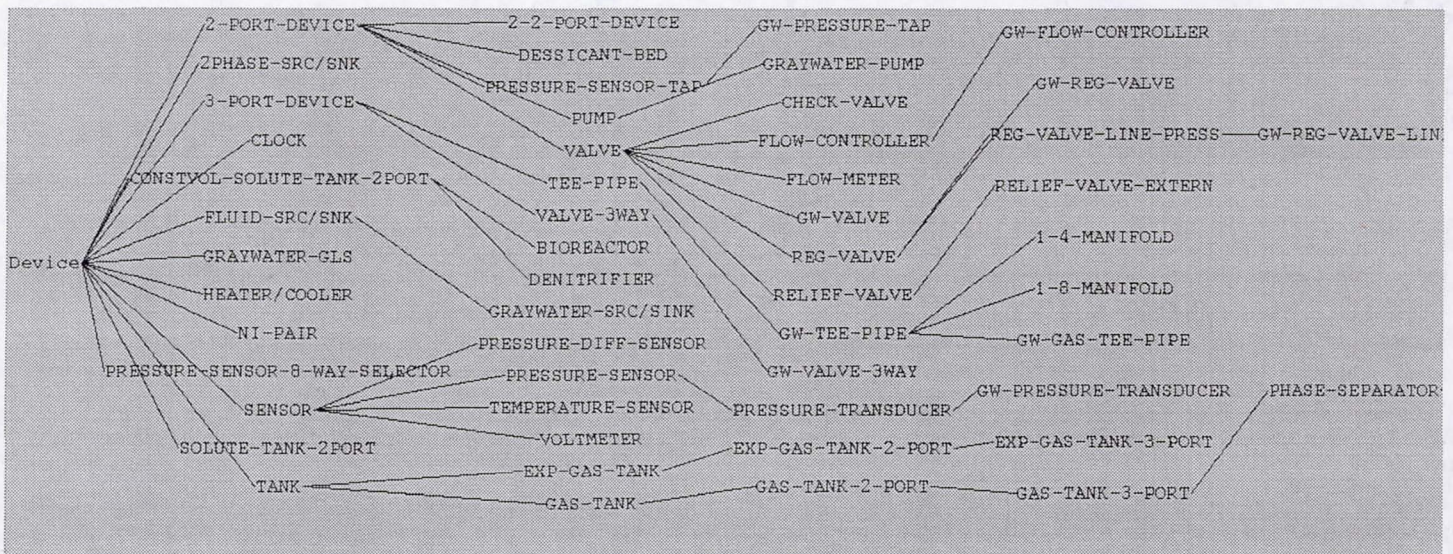 2-PORT-DEVICE
2-2-PORT-DEVICE
GW-PRESSURE-TAP
GW-FLOW-CONTROLLER
DESSICANT-BED
2PHASE-SRC/SNK
GRAYWATER-PUMP
PRESSURE-SENSOR-TAP
GW-REG-VALVE
3-PORT-DEVICE
CHECK-VALVE
PUMP
CLOCK
FLOW-CONTROLLER
REG-VALVE-LINE-PRESS
GW-REG-VALVE-LIN
VALVE
CONSTVOL-SOLUTE-TANK-2PORT
TEE-PIPE
FLOW-METER
RELIEF-VALVE-EXTERN
FLUID-SRC/SNK
VALVE-3WAY
GW-VALVE
1-4-MANIFOLD
BIOREACTOR
Device
GRAYWATER-GLS
REG-VALVE
DENITRIFIER
1-8-MANIFOLD
HEATER/COOLER
RELIEF-VALVE
GRAYWATER-SRC/SINK
NI-PAIR
GW-TEE-PIPE
GW-GAS-TEE-PIPE
PRESSURE-DIFF-SENSOR
PRESSURE-SENSOR-8-WAY-SELECTOR
PRESSURE-SENSOR
GW-VALVE-3WAY
GW-PRESSURE-TRANSDUCER
PHASE-SEPARATOR
SENSOR
TEMPERATURE-SENSOR
PRESSURE-TRANSDUCER
VOLTMETER
SOLUTE-TANK-2PORT
EXP-GAS-TANK-2-PORT
EXP-GAS-TANK-3-PORT
EXP-GAS-TANK
TANK
GAS-TANK-2-PORT
GAS-TANK-3-PORT
GAS-TANK